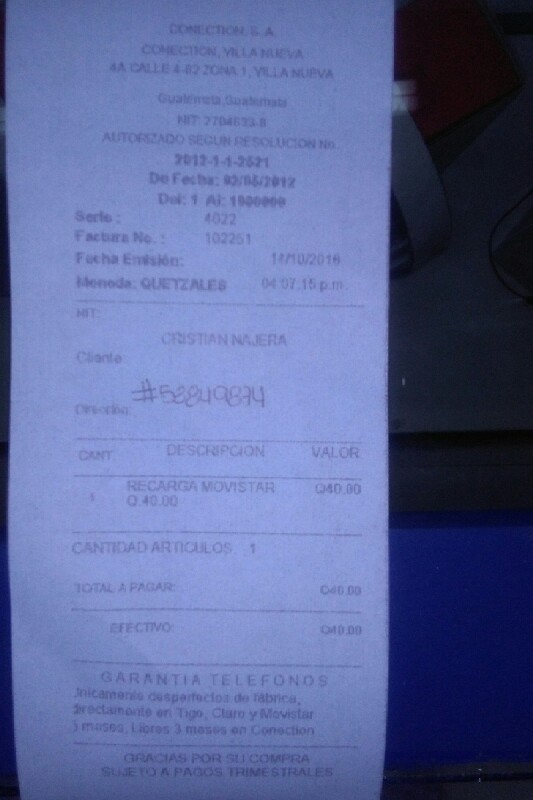 CONECTION, S.A.
CONECTION, VILLA NUEVA
4A CALLE 4-82 ZONA 1, VILLA NUEVA
Guatemala, Guatemala
NIT:
AUTORIZADO SEGUN RESOLUCION No.
2012-1-1-2521
De Fecha: 02/05/2012
Del: 1 Al: 1000000
Serie : 4022
Factura No. : 102251
Fecha Emisión: 14/10/2016
Moneda: QUETZALES 04:07:15 p.m.
NIT:
CRISTIAN NAJERA
Cliente
#53849874
Dirección:
CANT. DESCRIPCION VALOR
1 RECARGA MOVISTAR Q40.00
Q.40.00
CANTIDAD ARTICULOS: 1
TOTAL A PAGAR: Q40.00
EFECTIVO: Q40.00
GARANTIA TELEFONOS
Unicamente desperfectos de fábrica,
directamente en Tigo, Claro y Movistar
meses, Libres 3 meses en Conection
GRACIAS POR SU COMPRA
SUJETO A PAGOS TRIMESTRALES